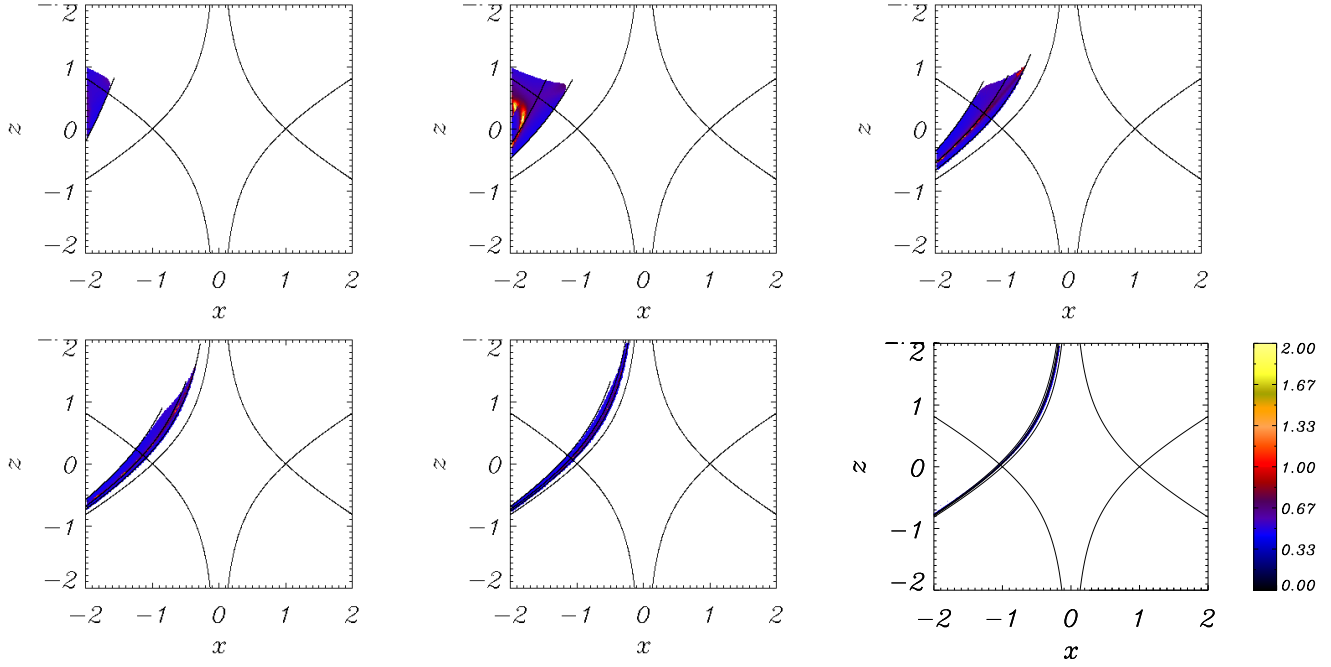 2 2 2
1 1 1
z 0 z 0 z 0
−1 −1 −1
−2 −2 −2
−2 −1 0 1 2 −2 −1 0 1 2 −2 −1 0 1 2
x x x
2 2 2 2.00
1 1 1 1.67
1.33
z 0 z 0 z 0 1.00
−1 −1 −1 0.67
0.33
−2 −2 −2 0.00
−2 −1 0 1 2 −2 −1 0 1 2 −2 −1 0 1 2
x x x